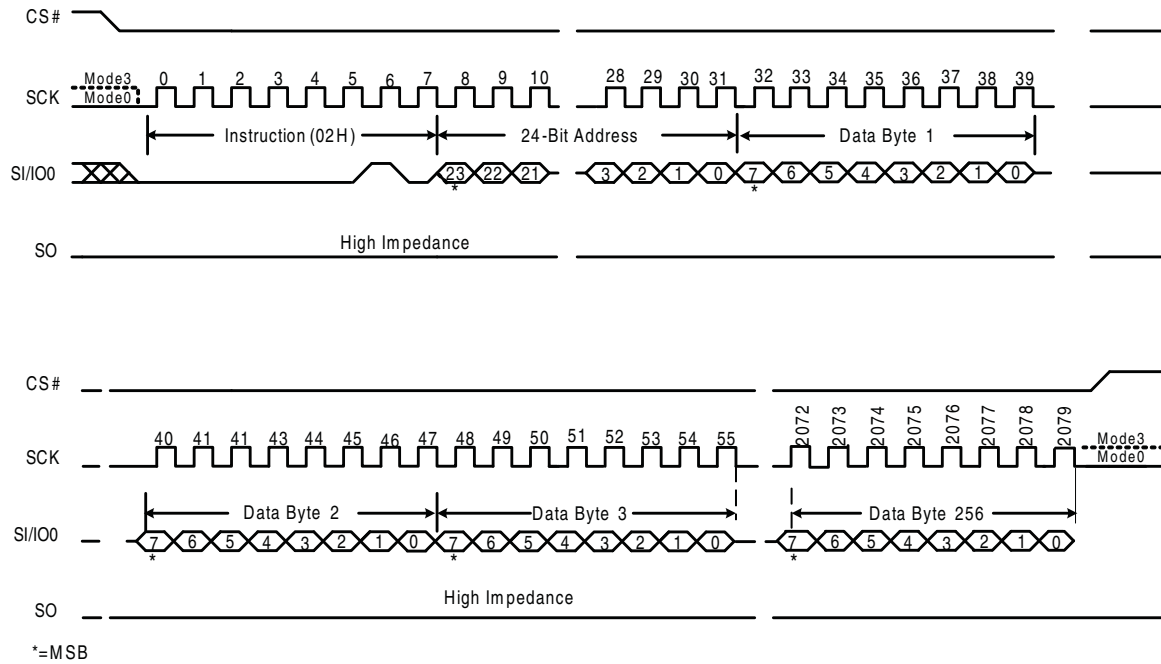 CS#
Mode3
0 1 2 3 4 5 6 7 8 9 10 28 29 30 31 32 33 34 35 36 37 38 39
SCK
Mode0
Instruction (02H) 24-Bit Address Data Byte 1
SI/IO0 23 22 21 3 2 1 0 7 6 5 4 3 2 1 0
* *
High Impedance
SO
CS#
40 41 41 43 44 45 46 47 48 49 50 51 52 53 54 55 2072 2073 2074 2075 2076 2077 2078 2079
Mode3
SCK
Mode0
Data Byte 2 Data Byte 3 Data Byte 256
SI/IO0 7 6 5 4 3 2 1 0 7 6 5 4 3 2 1 0 7 6 5 4 3 2 1 0
* * *
High Impedance
SO
*=MSB